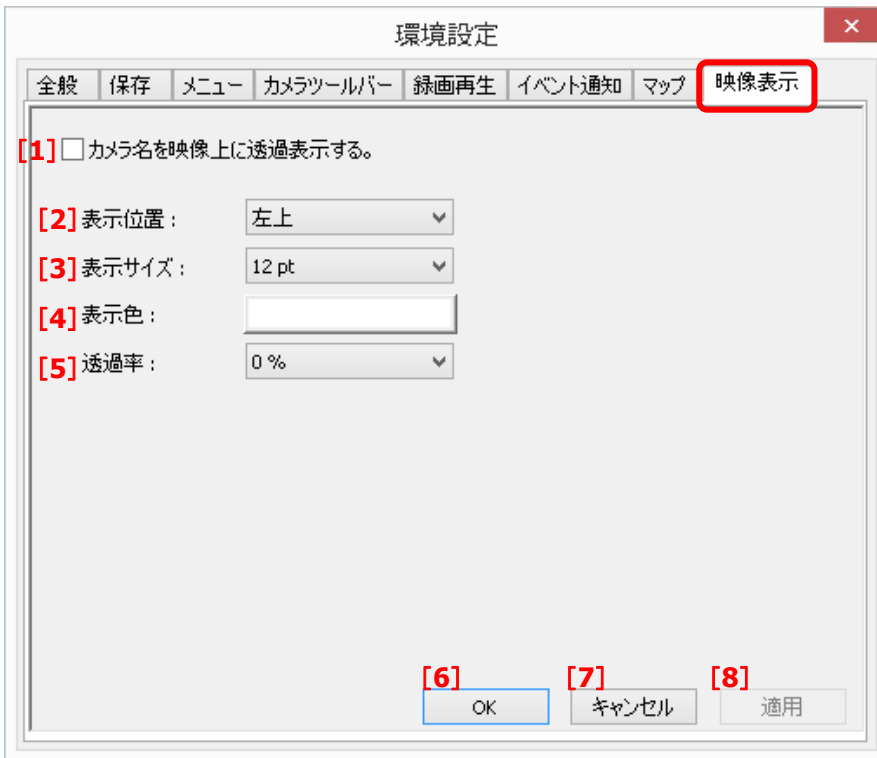 環境設定
全般 保存 メニュー カメラツールバー 録画再生 イベント通知 マップ 映像表示
[1] カメラ名を映像上に透過表示する。
[2] 表示位置： 左上
[3] 表示サイズ： 12 pt
[4] 表示色：
[5] 透過率： 0 %
[6] [7] [8]
OK キャンセル 適用